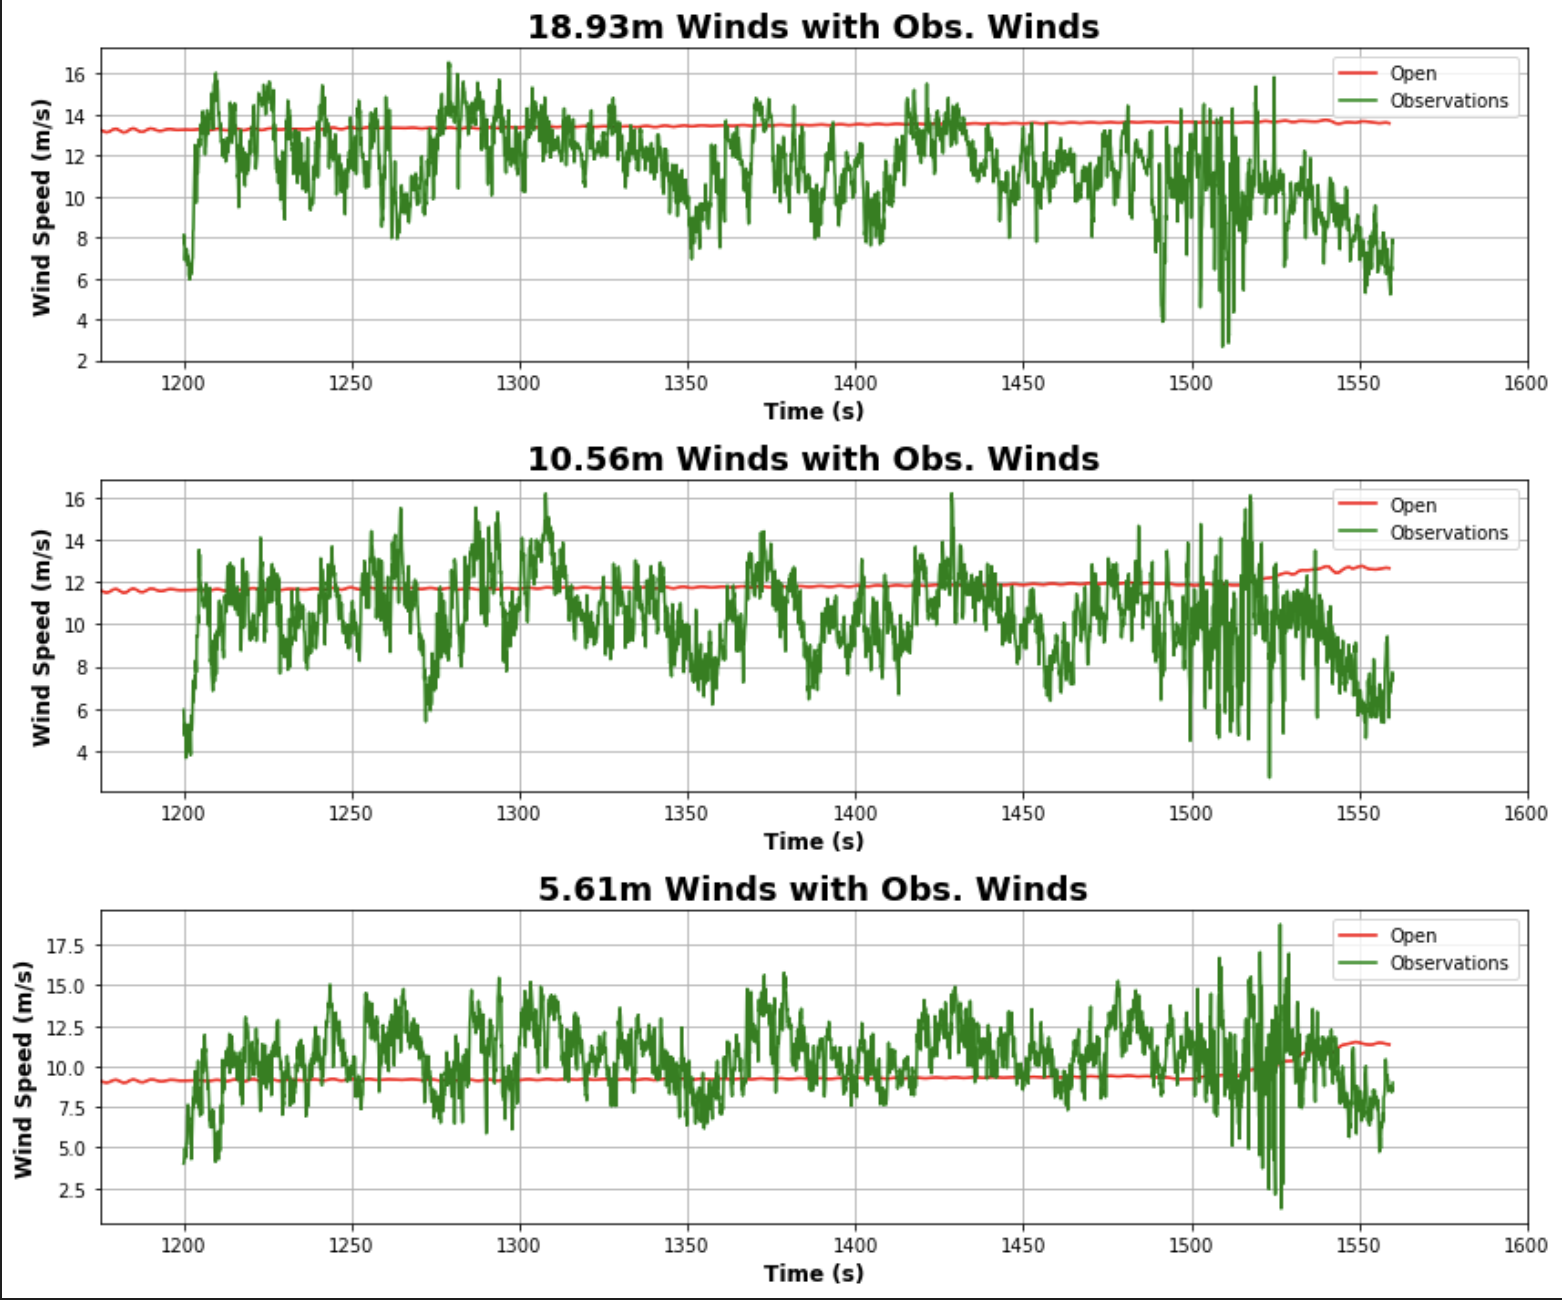 18.93m Winds with Obs. Winds
Wind Speed (m/s)
16
14
12
10
8
6
4
2
Open
Observations
1200 1250 1300 1350 1400 1450 1500 1550 1600
Time (s)
10.56m Winds with Obs. Winds
Wind Speed (m/s)
16
14
12
10
8
6
4
Open
Observations
1200 1250 1300 1350 1400 1450 1500 1550 1600
Time (s)
5.61m Winds with Obs. Winds
Wind Speed (m/s)
17.5
15.0
12.5
10.0
7.5
5.0
2.5
Open
Observations
1200 1250 1300 1350 1400 1450 1500 1550 1600
Time (s)